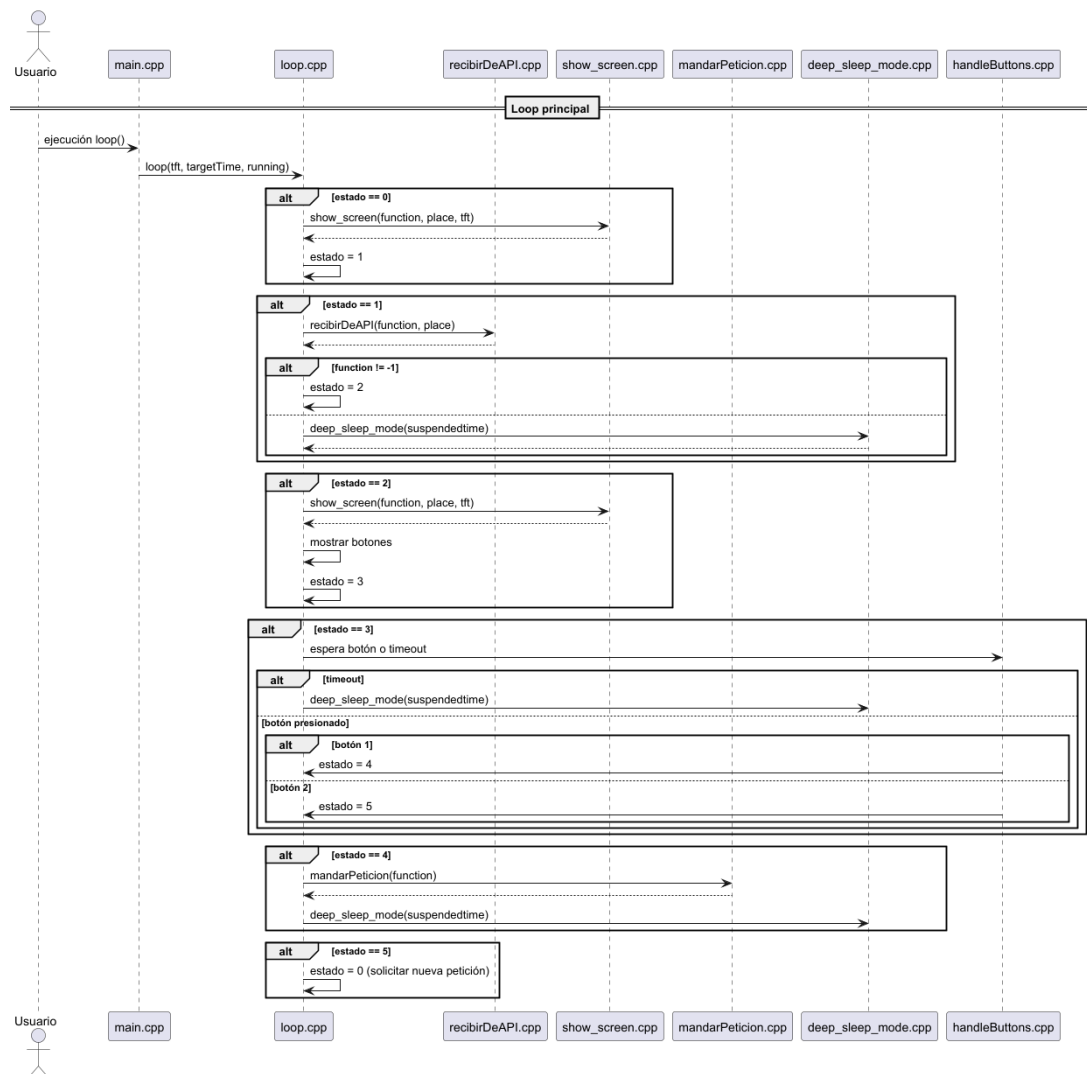 Usuario
main.cpp
loop.cpp
recibirDeAPI.cpp
show_screen.cpp
mandarPeticion.cpp
deep_sleep_mode.cpp
handleButtons.cpp
Loop principal
ejecución loop()
loop(tft, targetTime, running)
alt [estado == 0]
show_screen(function, place, tft)
estado = 1
alt [estado == 1]
recibirDeAPI(function, place)
alt [function != -1]
estado = 2
deep_sleep_mode(suspendedtime)
alt [estado == 2]
show_screen(function, place, tft)
mostrar botones
estado = 3
alt [estado == 3]
espera botón o timeout
alt [timeout]
deep_sleep_mode(suspendedtime)
[botón presionado]
alt [botón 1]
estado = 4
[botón 2]
estado = 5
alt [estado == 4]
mandarPeticion(function)
deep_sleep_mode(suspendedtime)
alt [estado == 5]
estado = 0 (solicitar nueva petición)
Usuario
main.cpp
loop.cpp
recibirDeAPI.cpp
show_screen.cpp
mandarPeticion.cpp
deep_sleep_mode.cpp
handleButtons.cpp